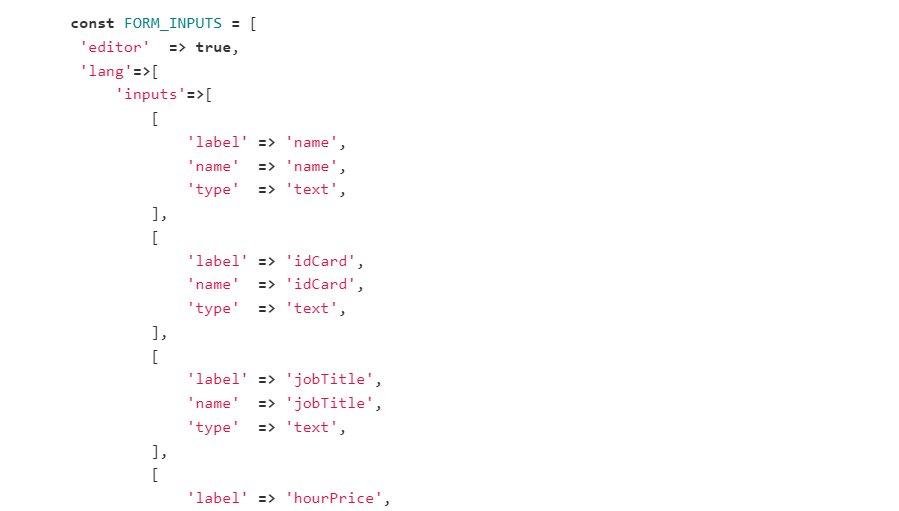 const FORM_INPUTS = [
 'editor'  => true,
 'lang'=>[
     'inputs'=>[
         [
             'label' => 'name',
             'name'  => 'name',
             'type'  => 'text',
         ],
         [
             'label' => 'idCard',
             'name'  => 'idCard',
             'type'  => 'text',
         ],
         [
             'label' => 'jobTitle',
             'name'  => 'jobTitle',
             'type'  => 'text',
         ],
         [
             'label' => 'hourPrice',